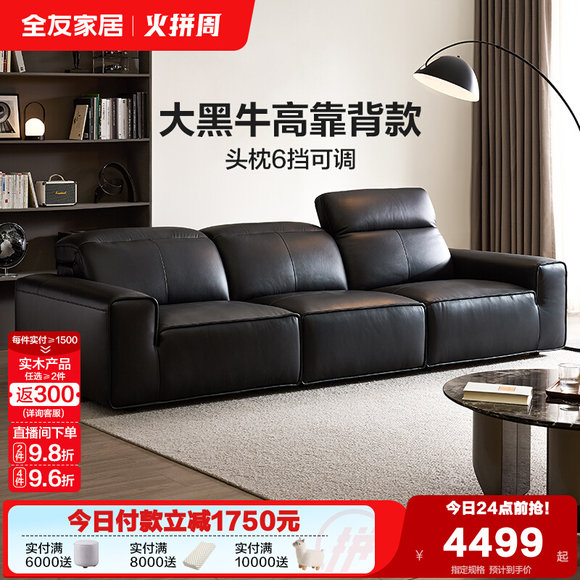 全友家居 火拼周
大黑牛高靠背款
头枕6挡可调
每件实付≥1500
实木产品
任选≥2件
返300
(详询客服)
直播间下单
2件 9.8折
4件 9.6折
今日付款立减1750元
实付满
6000送
实付满
8000送
实付满
10000送
今日24点前抢!
¥ 4499 起
指定规格 预计到手价